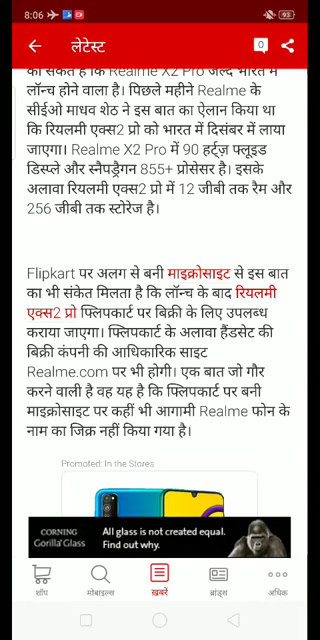 8:06
93
लेटेस्ट
0
का संकेत है कि Realme X2 Pro जल्द भारत में
लॉन्च होने वाला है। पिछले महीने Realme के
सीईओ माधव शेठ ने इस बात का ऐलान किया था
कि रियलमी एक्स2 प्रो को भारत में दिसंबर में लाया
जाएगा। Realme X2 Pro में 90 हर्ट्ज़ फ्लूइड
डिस्प्ले और स्नैपड्रैगन 855+ प्रोसेसर है। इसके
अलावा रियलमी एक्स2 प्रो में 12 जीबी तक रैम और
256 जीबी तक स्टोरेज है।
Flipkart पर अलग से बनी माइक्रोसाइट से इस बात
का भी संकेत मिलता है कि लॉन्च के बाद रियलमी
एक्स2 प्रो फ्लिपकार्ट पर बिक्री के लिए उपलब्ध
कराया जाएगा। फ्लिपकार्ट के अलावा हैंडसेट की
बिक्री कंपनी की आधिकारिक साइट
Realme.com पर भी होगी। एक बात जो गौर
करने वाली है वह यह है कि फ्लिपकार्ट पर बनी
माइक्रोसाइट पर कहीं भी आगामी Realme फोन के
नाम का जिक्र नहीं किया गया है।
Promoted: In the Stores
CORNING
Gorilla Glass
All glass is not created equal.
Find out why.
शॉप
मोबाइल्स
ख़बरें
ब्रांड्स
अधिक